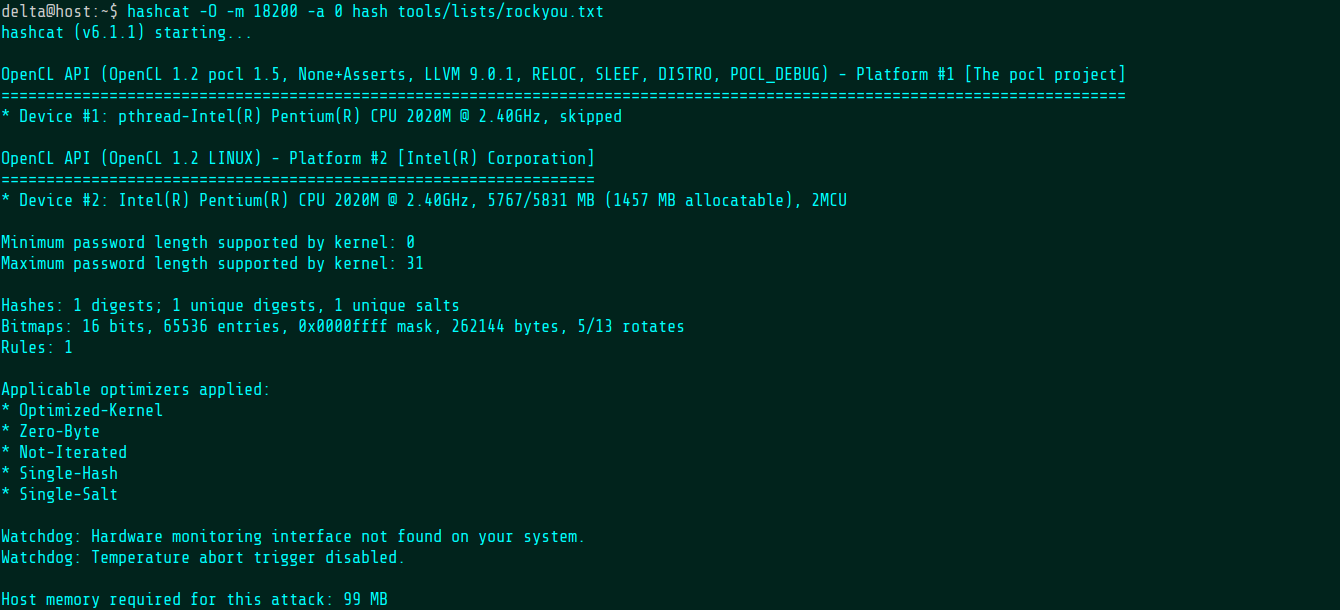 delta@host:~$ hashcat -O -m 18200 -a 0 hash tools/lists/rockyou.txt
hashcat (v6.1.1) starting...
OpenCL API (OpenCL 1.2 pocl 1.5, None+Asserts, LLVM 9.0.1, RELOC, SLEEF, DISTRO, POCL_DEBUG) - Platform #1 [The pocl project]
=============================================================================================================================
* Device #1: pthread-Intel(R) Pentium(R) CPU 2020M @ 2.40GHz, skipped
OpenCL API (OpenCL 1.2 LINUX) - Platform #2 [Intel(R) Corporation]
==================================================================
* Device #2: Intel(R) Pentium(R) CPU 2020M @ 2.40GHz, 5767/5831 MB (1457 MB allocatable), 2MCU
Minimum password length supported by kernel: 0
Maximum password length supported by kernel: 31
Hashes: 1 digests; 1 unique digests, 1 unique salts
Bitmaps: 16 bits, 65536 entries, 0x0000ffff mask, 262144 bytes, 5/13 rotates
Rules: 1
Applicable optimizers applied:
* Optimized-Kernel
* Zero-Byte
* Not-Iterated
* Single-Hash
* Single-Salt
Watchdog: Hardware monitoring interface not found on your system.
Watchdog: Temperature abort trigger disabled.
Host memory required for this attack: 99 MB